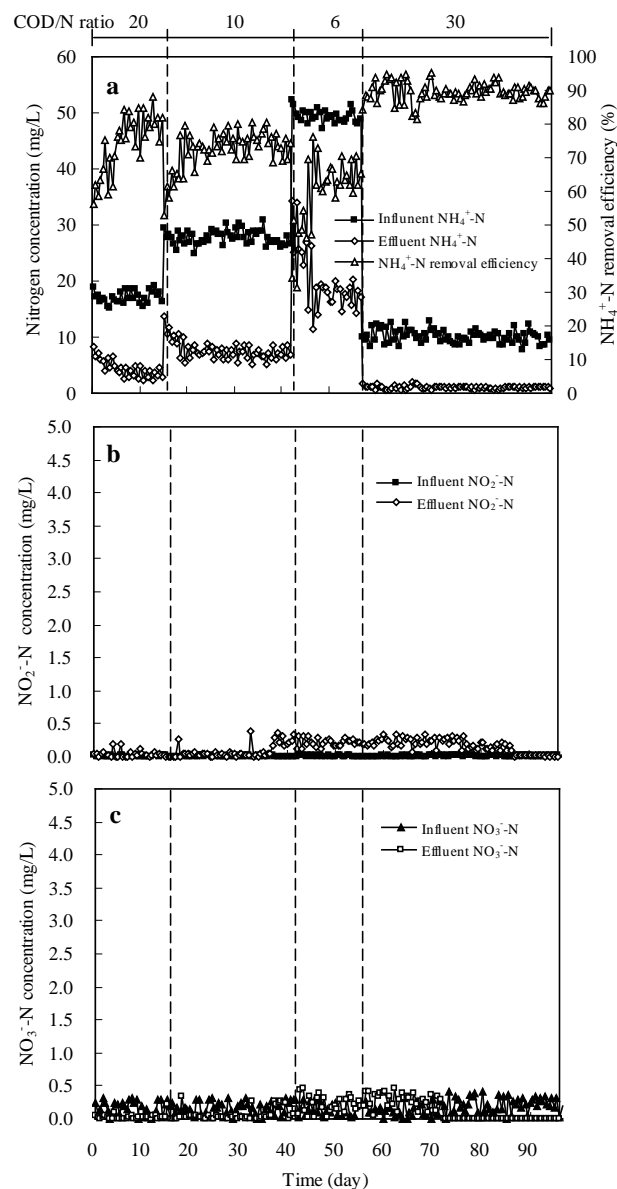 COD/N ratio 20 10 6 30
a
60
50
40
30
20
10
0
Nitrogen concentration (mg/L)
100
90
80
70
60
50
40
30
20
10
0
NH₄⁺-N removal efficiency (%)
Influnent NH₄⁺-N
Effluent NH₄⁺-N
NH₄⁺-N removal efficiency
b
5.0
4.5
4.0
3.5
3.0
2.5
2.0
1.5
1.0
0.5
0.0
NO₂⁻-N concentration (mg/L)
Influent NO₂⁻-N
Effluent NO₂⁻-N
c
5.0
4.5
4.0
3.5
3.0
2.5
2.0
1.5
1.0
0.5
0.0
NO₃⁻-N concentration (mg/L)
Influent NO₃⁻-N
Effluent NO₃⁻-N
0 10 20 30 40 50 60 70 80 90
Time (day)